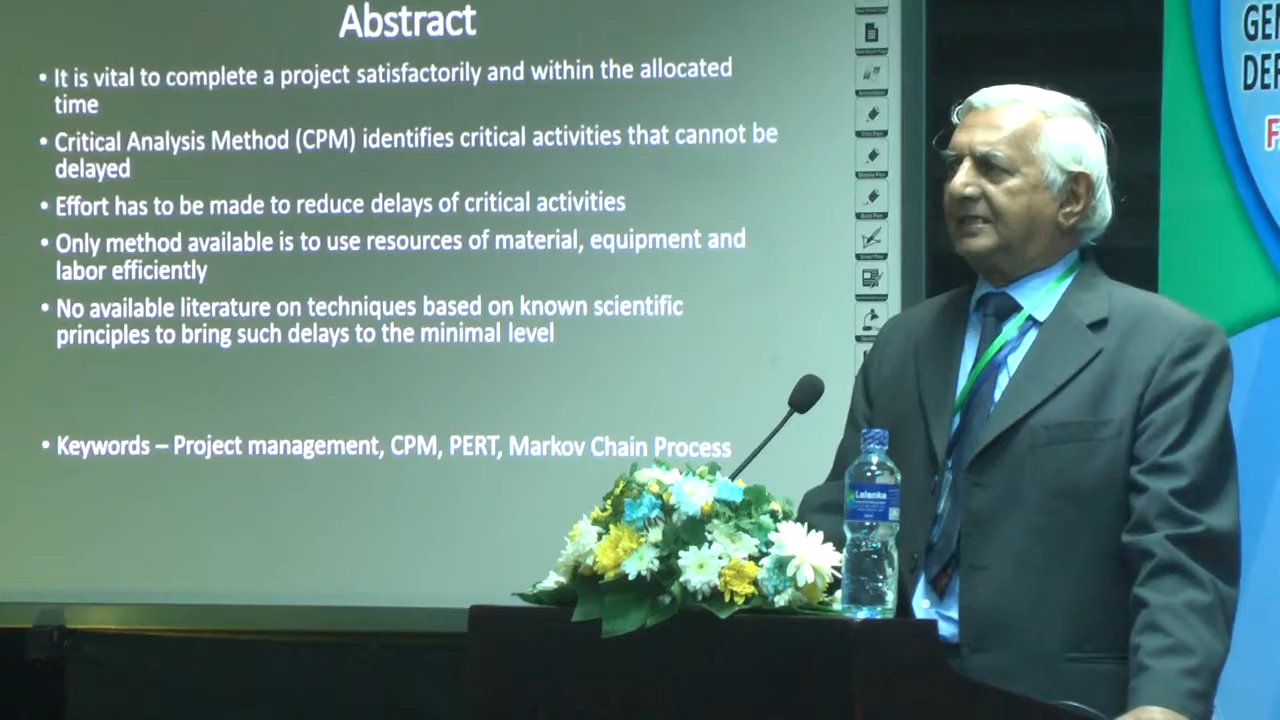 Abstract
• It is vital to complete a project satisfactorily and within the allocated
time
• Critical Analysis Method (CPM) identifies critical activities that cannot be
delayed
• Effort has to be made to reduce delays of critical activities
• Only method available is to use resources of material, equipment and
labor efficiently
• No available literature on techniques based on known scientific
principles to bring such delays to the minimal level
• Keywords – Project management, CPM, PERT, Markov Chain Process